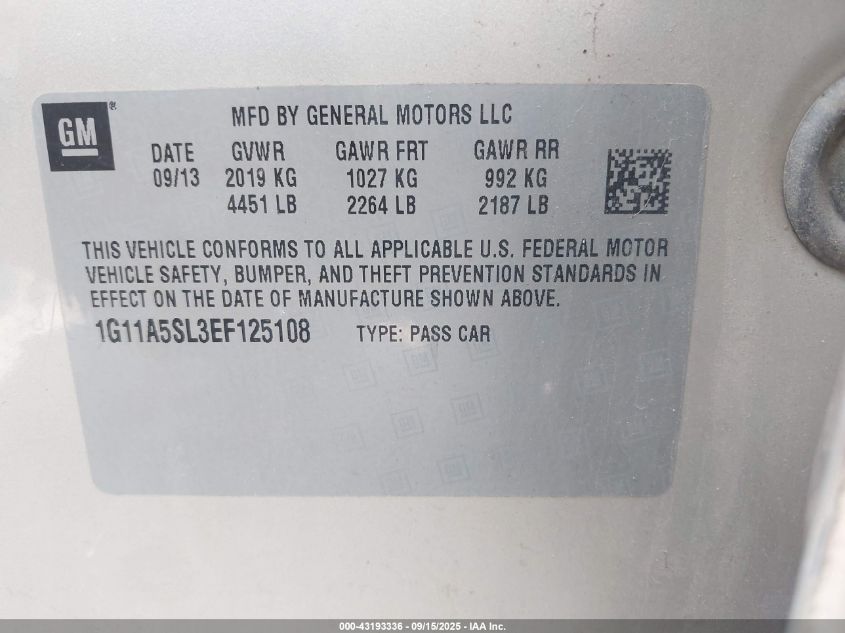 GM®
MFD BY GENERAL MOTORS LLC
DATE GVWR GAWR FRT GAWR RR
09/13 2019 KG 1027 KG 992 KG
4451 LB 2264 LB 2187 LB
THIS VEHICLE CONFORMS TO ALL APPLICABLE U.S. FEDERAL MOTOR
VEHICLE SAFETY, BUMPER, AND THEFT PREVENTION STANDARDS IN
EFFECT ON THE DATE OF MANUFACTURE SHOWN ABOVE.
1G11A5SL3EF125108 TYPE: PASS CAR
000-43193336 - 09/15/2025 - IAA Inc.